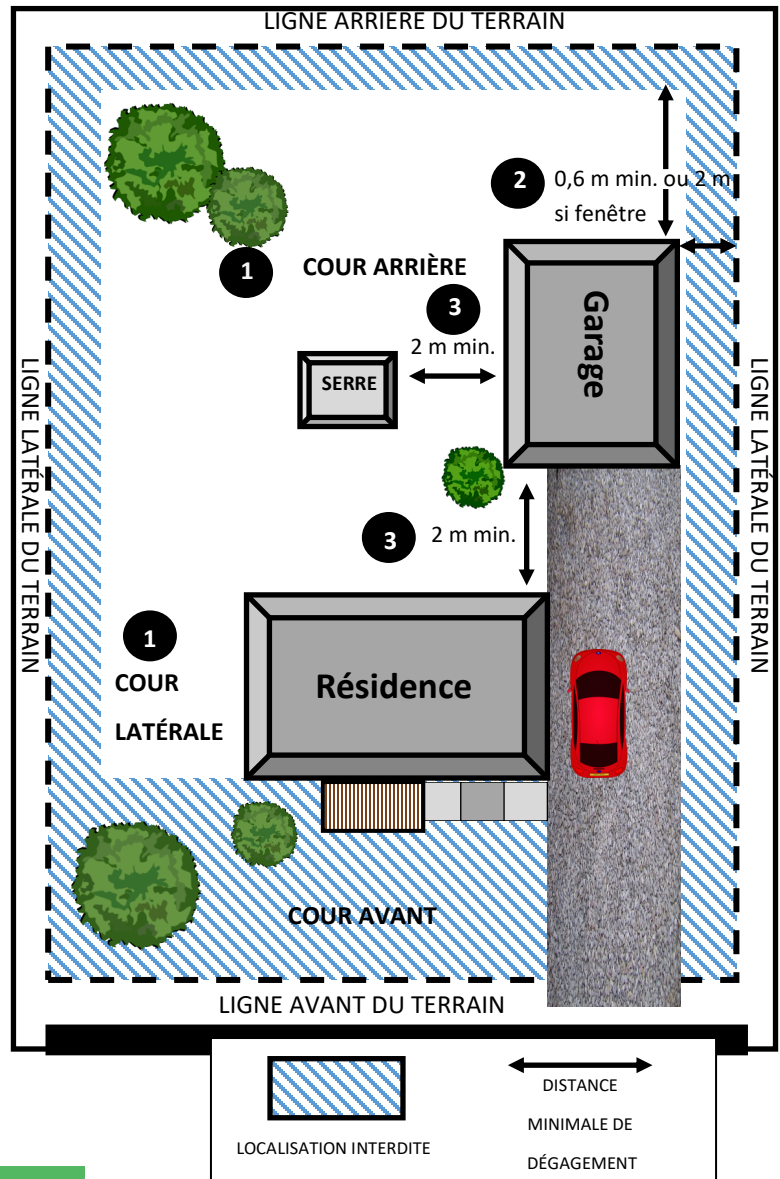 LIGNE ARRIÈRE DU TERRAIN
2
0,6 m min. ou 2 m
si fenêtre
1
COUR ARRIÈRE
3
2 m min.
Garage
SERRE
LIGNE LATÉRALE DU TERRAIN
LIGNE LATÉRALE DU TERRAIN
3
2 m min.
1
COUR
LATÉRALE
Résidence
COUR AVANT
LIGNE AVANT DU TERRAIN
LOCALISATION INTERDITE
DISTANCE
MINIMALE DE
DÉGAGEMENT